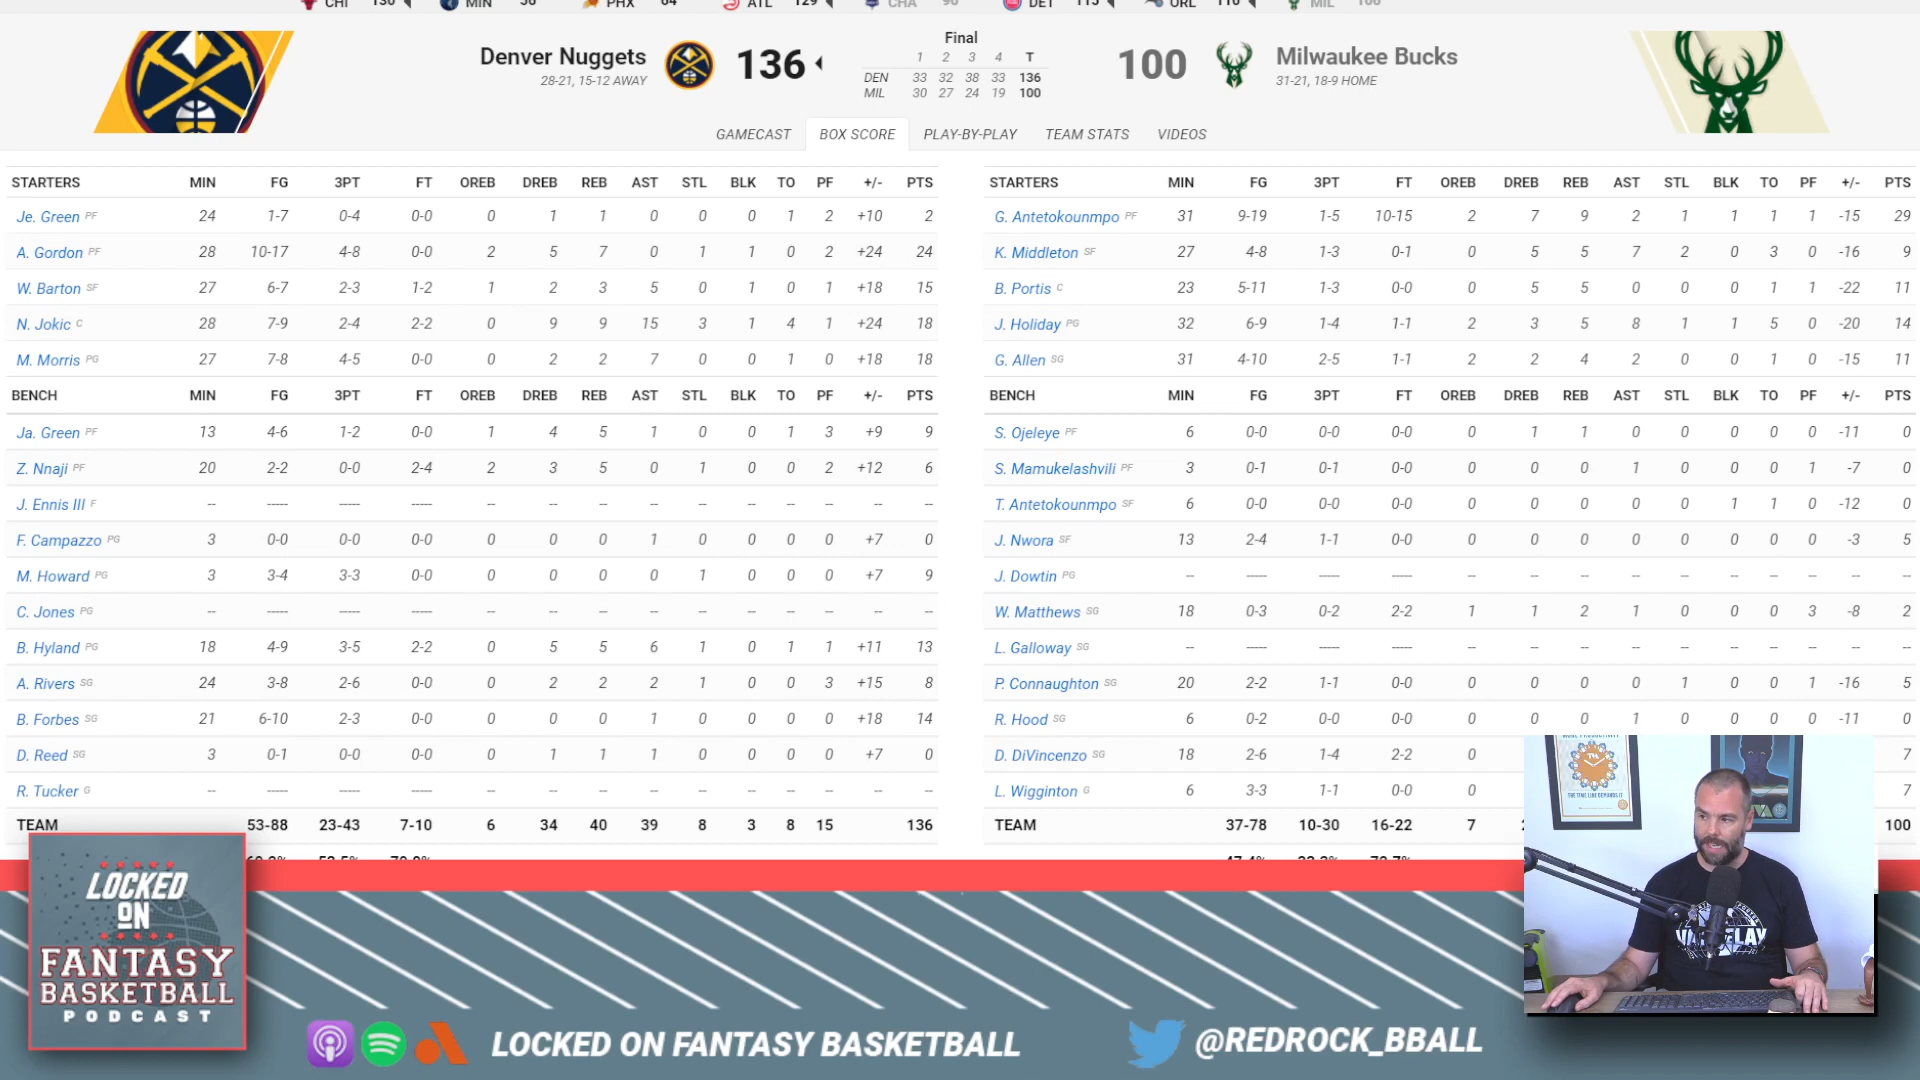 CHI 136 MIN PHX ATL 129 CHA DET 115 ORL 110 MIL 106
Denver Nuggets 136 Final 100 Milwaukee Bucks
28-21, 15-12 AWAY 31-21, 18-9 HOME
1 2 3 4 T
DEN 33 32 38 33 136
MIL 30 27 24 19 100
GAMECAST BOX SCORE PLAY-BY-PLAY TEAM STATS VIDEOS
STARTERS MIN FG 3PT FT OREB DREB REB AST STL BLK TO PF +/- PTS
Je. Green PF 24 1-7 0-4 0-0 0 1 1 0 0 0 1 2 +10 2
A. Gordon PF 28 10-17 4-8 0-0 2 5 7 0 1 1 0 2 +24 24
W. Barton SF 27 6-7 2-3 1-2 1 2 3 5 0 1 0 1 +18 15
N. Jokic C 28 7-9 2-4 2-2 0 9 9 15 3 1 4 1 +24 18
M. Morris PG 27 7-8 4-5 0-0 0 2 2 7 0 0 1 0 +18 18
BENCH MIN FG 3PT FT OREB DREB REB AST STL BLK TO PF +/- PTS
Ja. Green PF 13 4-6 1-2 0-0 1 4 5 1 0 0 1 3 +9 9
Z. Nnaji PF 20 2-2 0-0 2-4 2 3 5 0 1 0 0 2 +12 6
J. Ennis III F -- ----- ----- ----- -- -- -- -- -- -- -- -- -- --
F. Campazzo PG 3 0-0 0-0 0-0 0 0 0 1 0 0 0 0 +7 0
M. Howard PG 3 3-4 3-3 0-0 0 0 0 0 1 0 0 0 +7 9
C. Jones PG -- ----- ----- ----- -- -- -- -- -- -- -- -- -- --
B. Hyland PG 18 4-9 3-5 2-2 0 5 5 6 1 0 1 1 +11 13
A. Rivers SG 24 3-8 2-6 0-0 0 2 2 2 1 0 0 3 +15 8
B. Forbes SG 21 6-10 2-3 0-0 0 0 0 1 0 0 0 0 +18 14
D. Reed SG 3 0-1 0-0 0-0 0 1 1 1 0 0 0 0 +7 0
R. Tucker G -- ----- ----- ----- -- -- -- -- -- -- -- -- -- --
TEAM 53-88 23-43 7-10 6 34 40 39 8 3 8 15 136
STARTERS MIN FG 3PT FT OREB DREB REB AST STL BLK TO PF +/- PTS
G. Antetokounmpo PF 31 9-19 1-5 10-15 2 7 9 2 1 1 1 1 -15 29
K. Middleton SF 27 4-8 1-3 0-1 0 5 5 7 2 0 3 0 -16 9
B. Portis C 23 5-11 1-3 0-0 0 5 5 0 0 0 1 1 -22 11
J. Holiday PG 32 6-9 1-4 1-1 2 3 5 8 1 1 5 0 -20 14
G. Allen SG 31 4-10 2-5 1-1 2 2 4 2 0 0 1 0 -15 11
BENCH MIN FG 3PT FT OREB DREB REB AST STL BLK TO PF +/- PTS
S. Ojeleye PF 6 0-0 0-0 0-0 0 1 1 0 0 0 0 0 -11 0
S. Mamukelashvili PF 3 0-1 0-1 0-0 0 0 0 1 0 0 0 1 -7 0
T. Antetokounmpo SF 6 0-0 0-0 0-0 0 0 0 0 0 1 1 0 -12 0
J. Nwora SF 13 2-4 1-1 0-0 0 0 0 0 0 0 0 0 -3 5
J. Dowtin PG -- ----- ----- ----- -- -- -- -- -- -- -- -- -- --
W. Matthews SG 18 0-3 0-2 2-2 1 1 2 1 0 0 0 3 -8 2
L. Galloway SG -- ----- ----- ----- -- -- -- -- -- -- -- -- -- --
P. Connaughton SG 20 2-2 1-1 0-0 0 0 0 0 1 0 0 1 -16 5
R. Hood SG 6 0-2 0-0 0-0 0 0 0 1 0 0 0 0 -11 0
D. DiVincenzo SG 18 2-6 1-4 2-2 0 7
L. Wigginton G 6 3-3 1-1 0-0 0 7
TEAM 37-78 10-30 16-22 7 100
LOCKED
ON
FANTASY
BASKETBALL
PODCAST
LOCKED ON FANTASY BASKETBALL
@REDROCK_BBALL